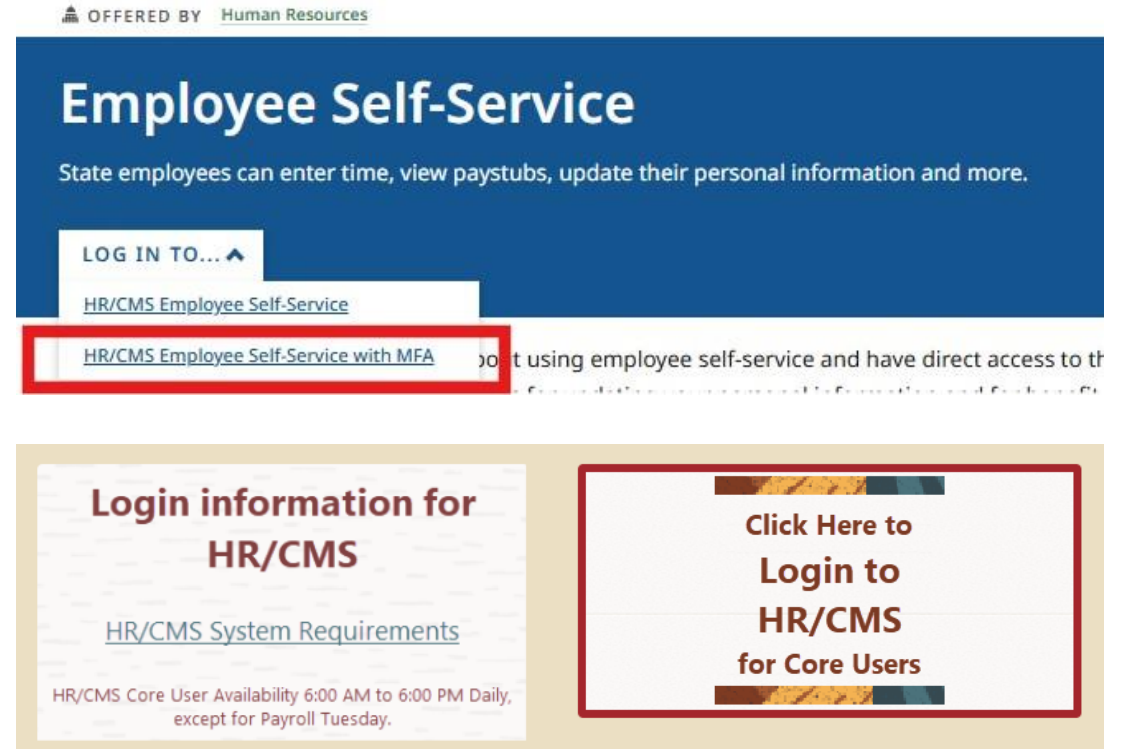 OFFERED BY Human Resources
Employee Self-Service
State employees can enter time, view paystubs, update their personal information and more.
LOG IN TO...
HR/CMS Employee Self-Service
HR/CMS Employee Self-Service with MFA
t using employee self-service and have direct access to th
Login information for
HR/CMS
HR/CMS System Requirements
HR/CMS Core User Availability 6:00 AM to 6:00 PM Daily,
except for Payroll Tuesday.
Click Here to
Login to
HR/CMS
for Core Users